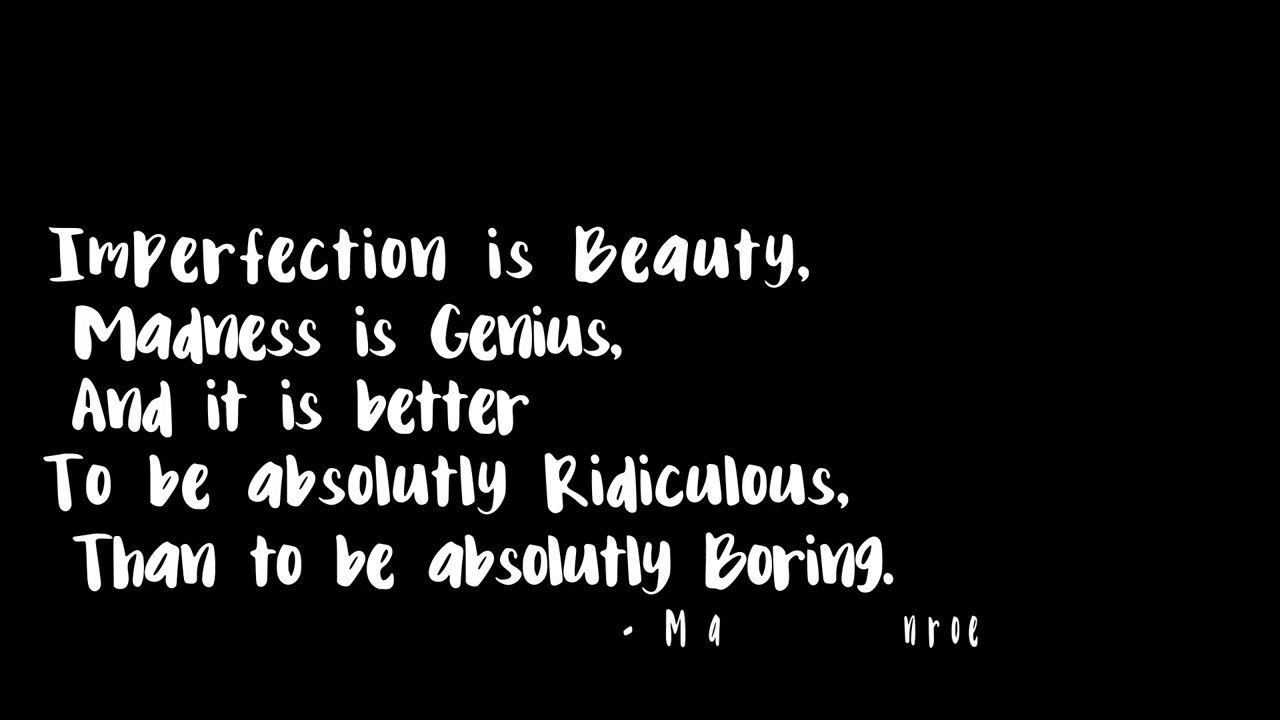 Imperfection is Beauty,
Madness is Genius,
And it is better
To be absolutly Ridiculous,
Than to be absolutly Boring.
- Ma nroe